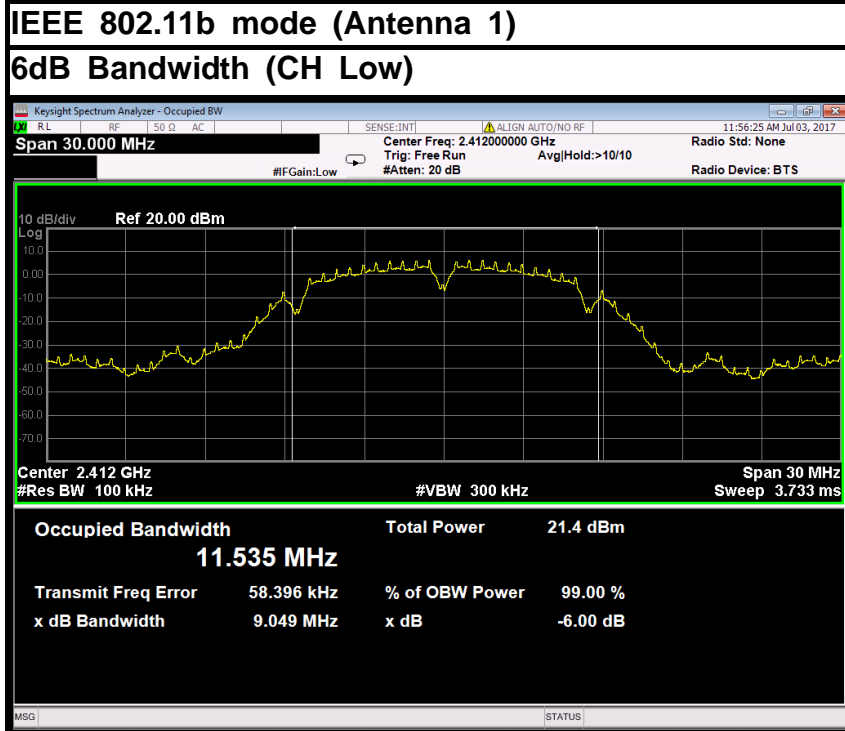 IEEE 802.11b mode (Antenna 1)
6dB Bandwidth (CH Low)
Keysight Spectrum Analyzer - Occupied BW
LXI RL RF 50 Ω AC SENSE:INT ALIGN AUTO/NO RF 11:56:25 AM Jul 03, 2017
Span 30.000 MHz Center Freq: 2.412000000 GHz Radio Std: None
Trig: Free Run Avg|Hold:>10/10
#IFGain:Low #Atten: 20 dB Radio Device: BTS
10 dB/div Ref 20.00 dBm
Log
10.0
0.00
-10.0
-20.0
-30.0
-40.0
-50.0
-60.0
-70.0
Center 2.412 GHz Span 30 MHz
#Res BW 100 kHz #VBW 300 kHz Sweep 3.733 ms
Occupied Bandwidth Total Power 21.4 dBm
11.535 MHz
Transmit Freq Error 58.396 kHz % of OBW Power 99.00 %
x dB Bandwidth 9.049 MHz x dB -6.00 dB
MSG STATUS